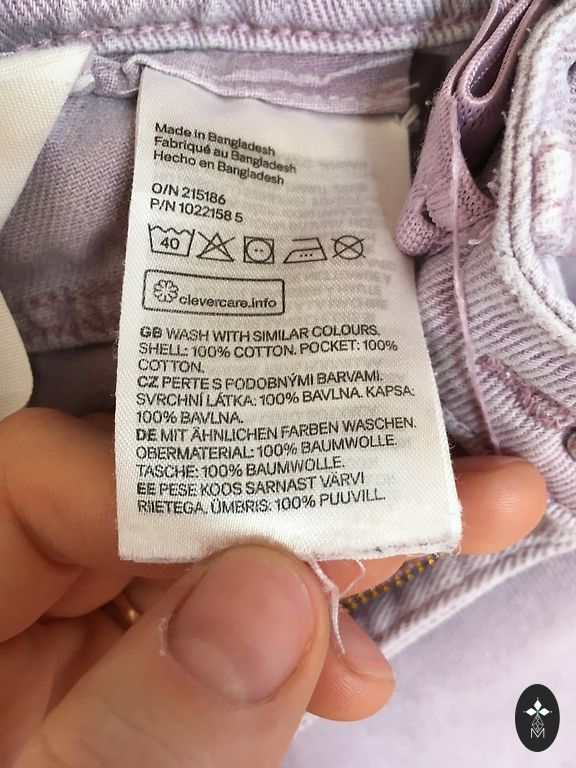 Made in Bangladesh
Fabriqué au Bangladesh
Hecho en Bangladesh
O/N 215186
P/N 1022158 5
40
clevercare.info
GB WASH WITH SIMILAR COLOURS.
SHELL: 100% COTTON. POCKET: 100%
COTTON.
CZ PERTE S PODOBNÝMI BARVAMI.
SVRCHNÍ LÁTKA: 100% BAVLNA. KAPSA:
100% BAVLNA.
DE MIT ÄHNLICHEN FARBEN WASCHEN.
OBERMATERIAL: 100% BAUMWOLLE.
TASCHE: 100% BAUMWOLLE.
EE PESE KOOS SARNAST VÄRVI
RIIETEGA. ÜMBRIS: 100% PUUVILL.